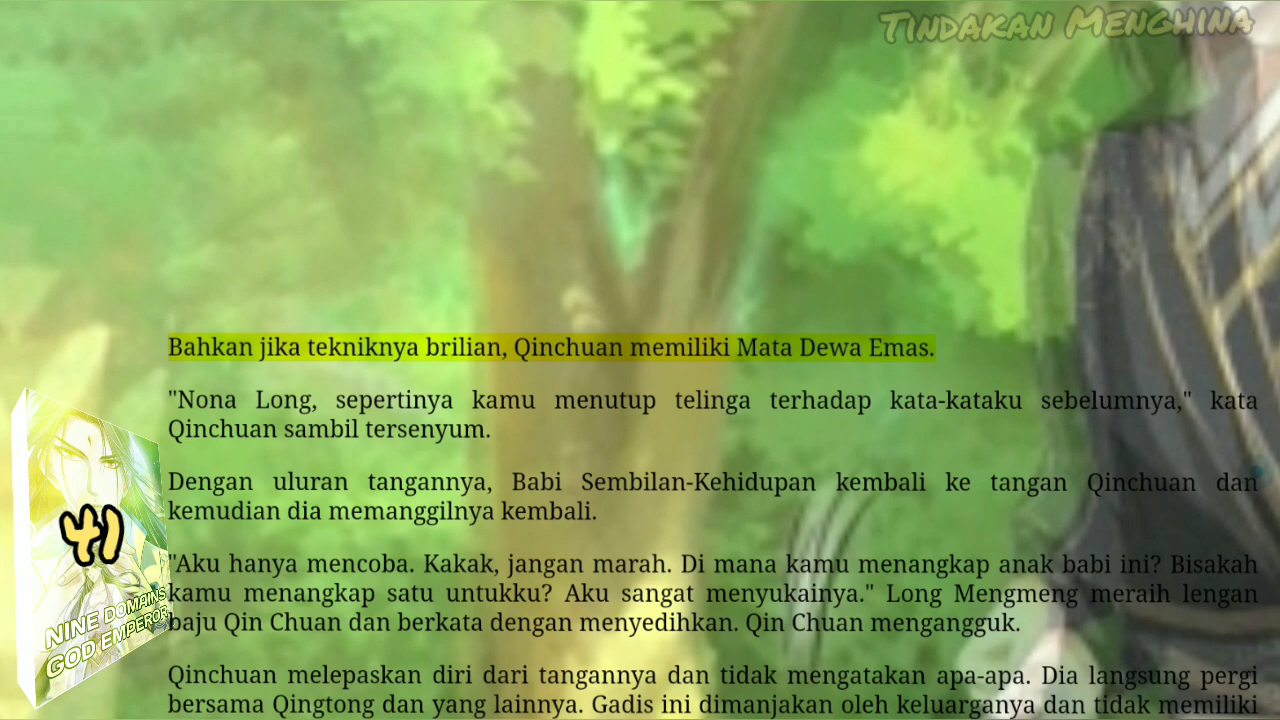 Tindakan Menghina
Bahkan jika tekniknya brilian, Qinchuan memiliki Mata Dewa Emas.
"Nona Long, sepertinya kamu menutup telinga terhadap kata-kataku sebelumnya," kata
Qinchuan sambil tersenyum.
Dengan uluran tangannya, Babi Sembilan-Kehidupan kembali ke tangan Qinchuan dan
kemudian dia memanggilnya kembali.
"Aku hanya mencoba. Kakak, jangan marah. Di mana kamu menangkap anak babi ini? Bisakah
kamu menangkap satu untukku? Aku sangat menyukainya." Long Mengmeng meraih lengan
baju Qin Chuan dan berkata dengan menyedihkan. Qin Chuan mengangguk.
Qinchuan melepaskan diri dari tangannya dan tidak mengatakan apa-apa. Dia langsung pergi
bersama Qingtong dan yang lainnya. Gadis ini dimanjakan oleh keluarganya dan tidak memiliki
41
NINE DOMAINS
GOD EMPEROR